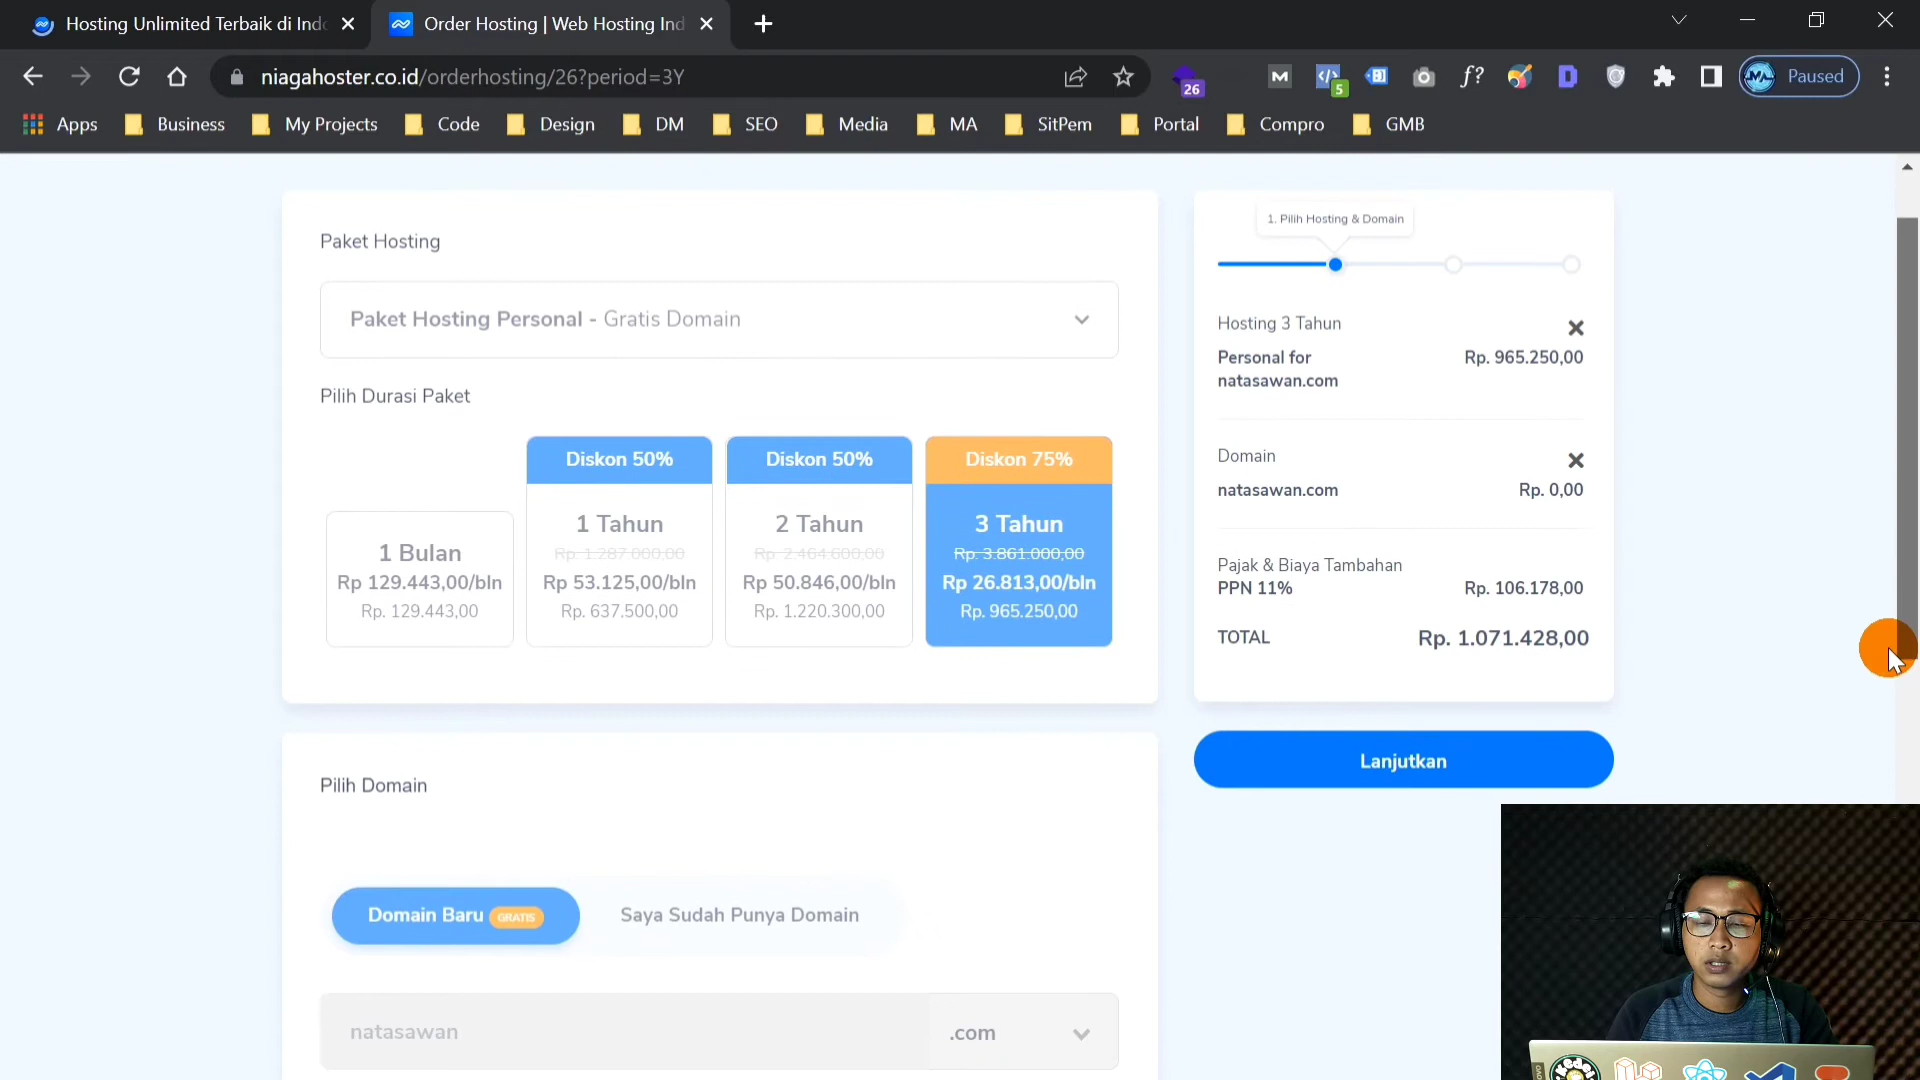 Hosting Unlimited Terbaik di Ind
Order Hosting | Web Hosting Ind
niagahoster.co.id/orderhosting/26?period=3Y
26
5
f?
Paused
Apps
Business
My Projects
Code
Design
DM
SEO
Media
MA
SitPem
Portal
Compro
GMB
Paket Hosting
Paket Hosting Personal - Gratis Domain
Pilih Durasi Paket
1 Bulan
Rp 129.443,00/bln
Rp. 129.443,00
Diskon 50%
1 Tahun
Rp. 1.287.000,00
Rp 53.125,00/bln
Rp. 637.500,00
Diskon 50%
2 Tahun
Rp. 2.464.600,00
Rp 50.846,00/bln
Rp. 1.220.300,00
Diskon 75%
3 Tahun
Rp. 3.861.000,00
Rp 26.813,00/bln
Rp. 965.250,00
1. Pilih Hosting & Domain
Hosting 3 Tahun
Personal for
natasawan.com
Rp. 965.250,00
Domain
natasawan.com
Rp. 0,00
Pajak & Biaya Tambahan
PPN 11%
Rp. 106.178,00
TOTAL
Rp. 1.071.428,00
Lanjutkan
Pilih Domain
Domain Baru GRATIS
Saya Sudah Punya Domain
natasawan
.com